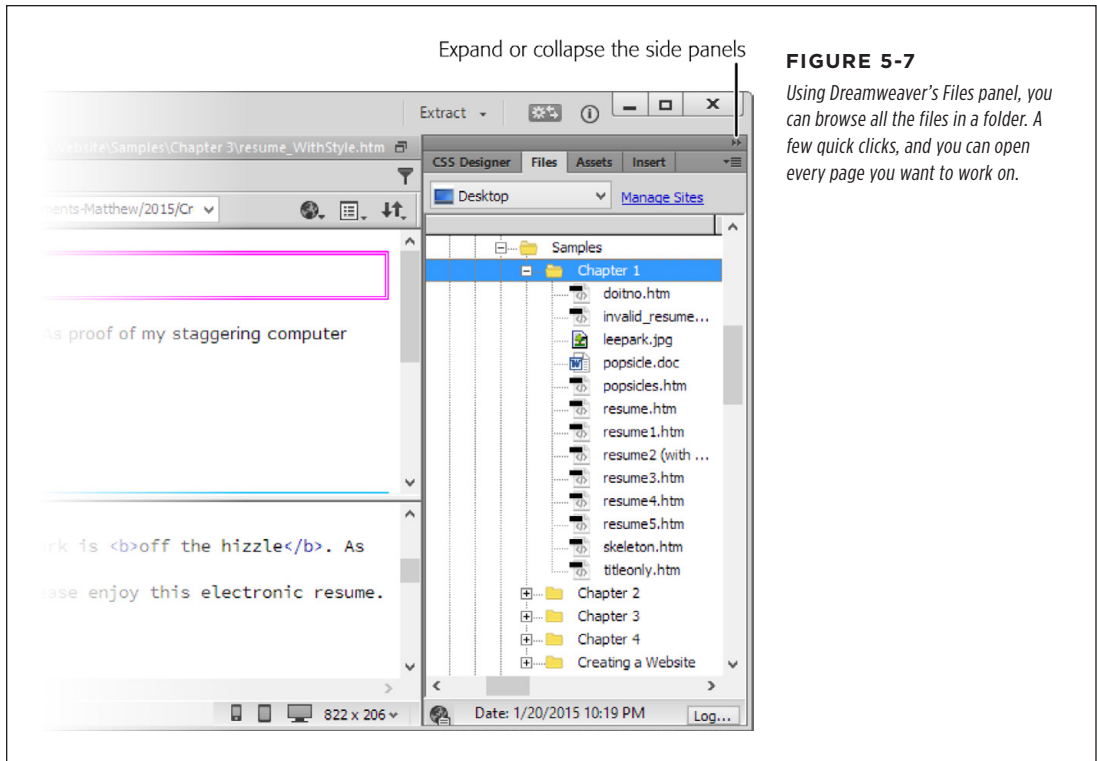 Expand or collapse the side panels
FIGURE 5-7
Using Dreamweaver's Files panel, you
can browse all the files in a folder. A
few quick clicks, and you can open
every page you want to work on.
Extract
website\Samples\Chapter 3\resume_WithStyle.htm
CSS Designer Files Assets Insert
Desktop Manage Sites
ents-Matthew/2015/Cr
Samples
Chapter 1
doitno.htm
invalid_resume...
leepark.jpg
popsicle.doc
popsicles.htm
resume.htm
resume1.htm
resume2 (with ...
resume3.htm
resume4.htm
resume5.htm
skeleton.htm
titleonly.htm
Chapter 2
Chapter 3
Chapter 4
Creating a Website
As proof of my staggering computer
rk is <b>off the hizzle</b>. As
ase enjoy this electronic resume.
822 x 206
Date: 1/20/2015 10:19 PM Log...